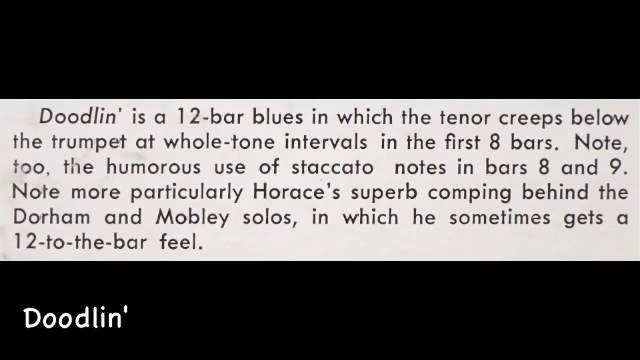 Doodlin' is a 12-bar blues in which the tenor creeps below
the trumpet at whole-tone intervals in the first 8 bars. Note,
too, the humorous use of staccato notes in bars 8 and 9.
Note more particularly Horace's superb comping behind the
Dorham and Mobley solos, in which he sometimes gets a
12-to-the-bar feel.
Doodlin'